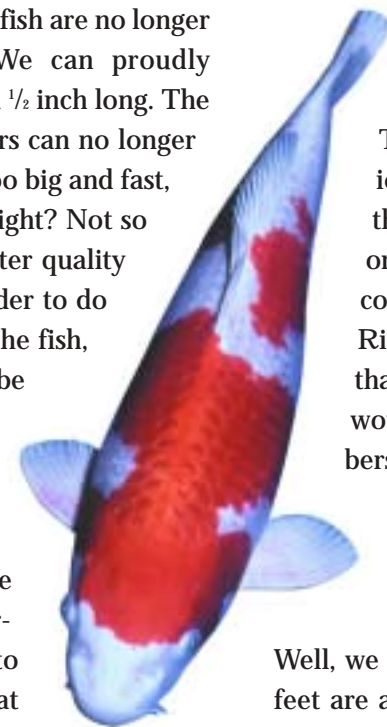 fish are no longer
We can proudly
1/2 inch long. The
ers can no longer
oo big and fast,
ight? Not so
ter quality
der to do
he fish,
be
e
r-
to
at
T
ic
th
or
co
Ri
tha
wo
bers
Well, we
feet are a